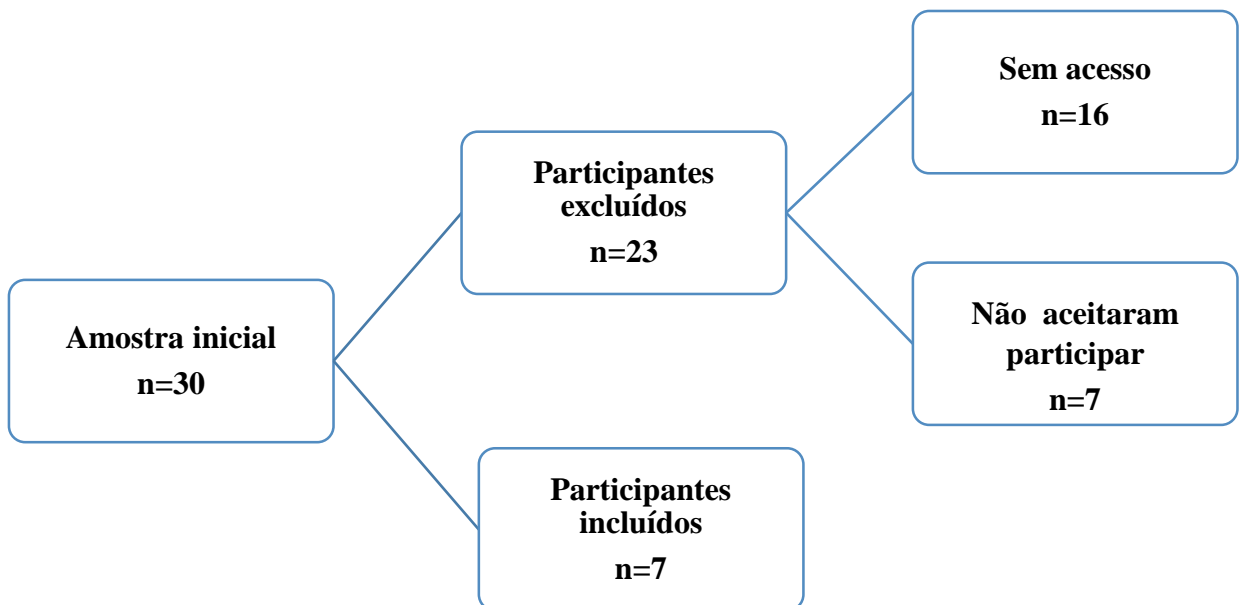 Amostra inicial
n=30
Participantes
excluídos
n=23
Participantes
incluídos
n=7
Sem acesso
n=16
Não aceitaram
participar
n=7